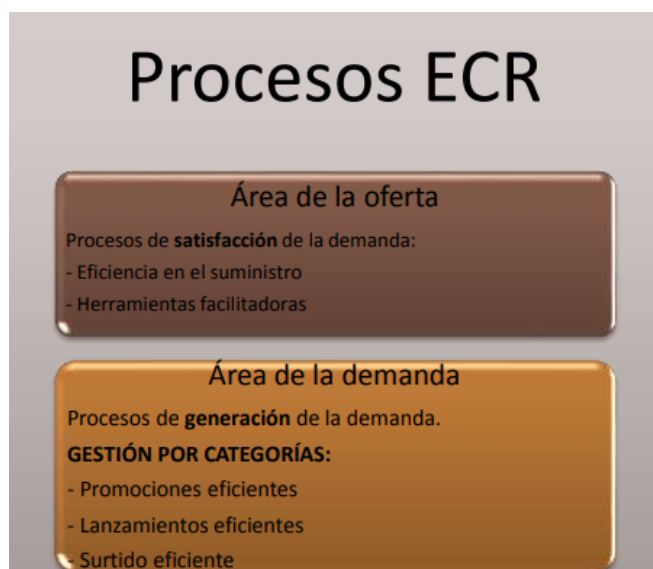 Procesos ECR
Área de la oferta
Procesos de satisfacción de la demanda:
- Eficiencia en el suministro
- Herramientas facilitadoras
Área de la demanda
Procesos de generación de la demanda.
GESTIÓN POR CATEGORÍAS:
- Promociones eficientes
- Lanzamientos eficientes
- Surtido eficiente